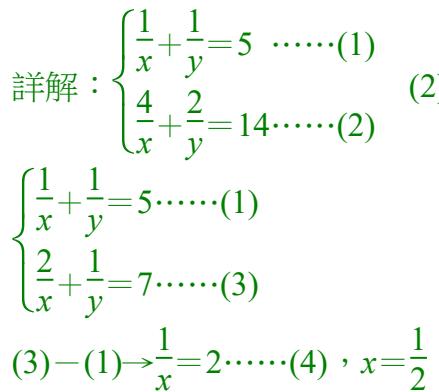 詳解：{1/x+1/y=5 ……(1)
4/x+2/y=14……(2) (2)
{1/x+1/y=5……(1)
2/x+1/y=7……(3)
(3)−(1)→1/x=2……(4)，x=1/2